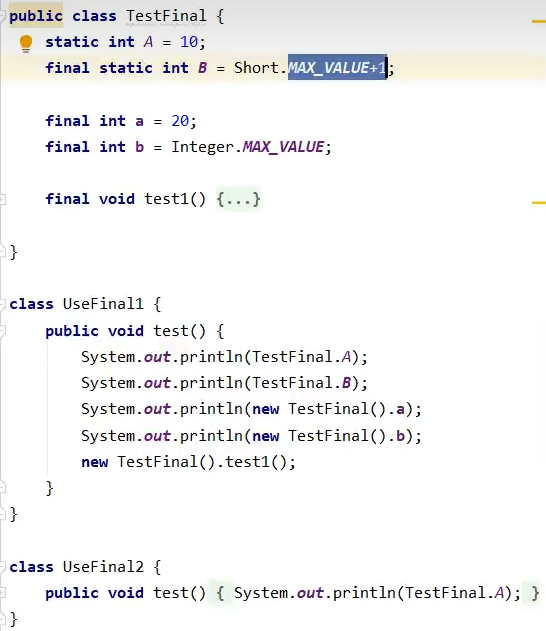 public class TestFinal {
static int A = 10;
final static int B = Short.MAX_VALUE+1;
final int a = 20;
final int b = Integer.MAX_VALUE;
final void test1() {...}
}
class UseFinal1 {
public void test() {
System.out.println(TestFinal.A);
System.out.println(TestFinal.B);
System.out.println(new TestFinal().a);
System.out.println(new TestFinal().b);
new TestFinal().test1();
}
}
class UseFinal2 {
public void test() { System.out.println(TestFinal.A); }
}